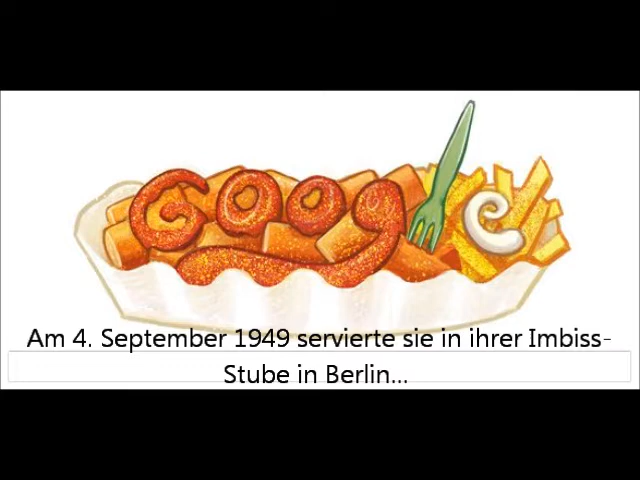 Google
Am 4. September 1949 servierte sie in ihrer Imbiss-
Stube in Berlin...